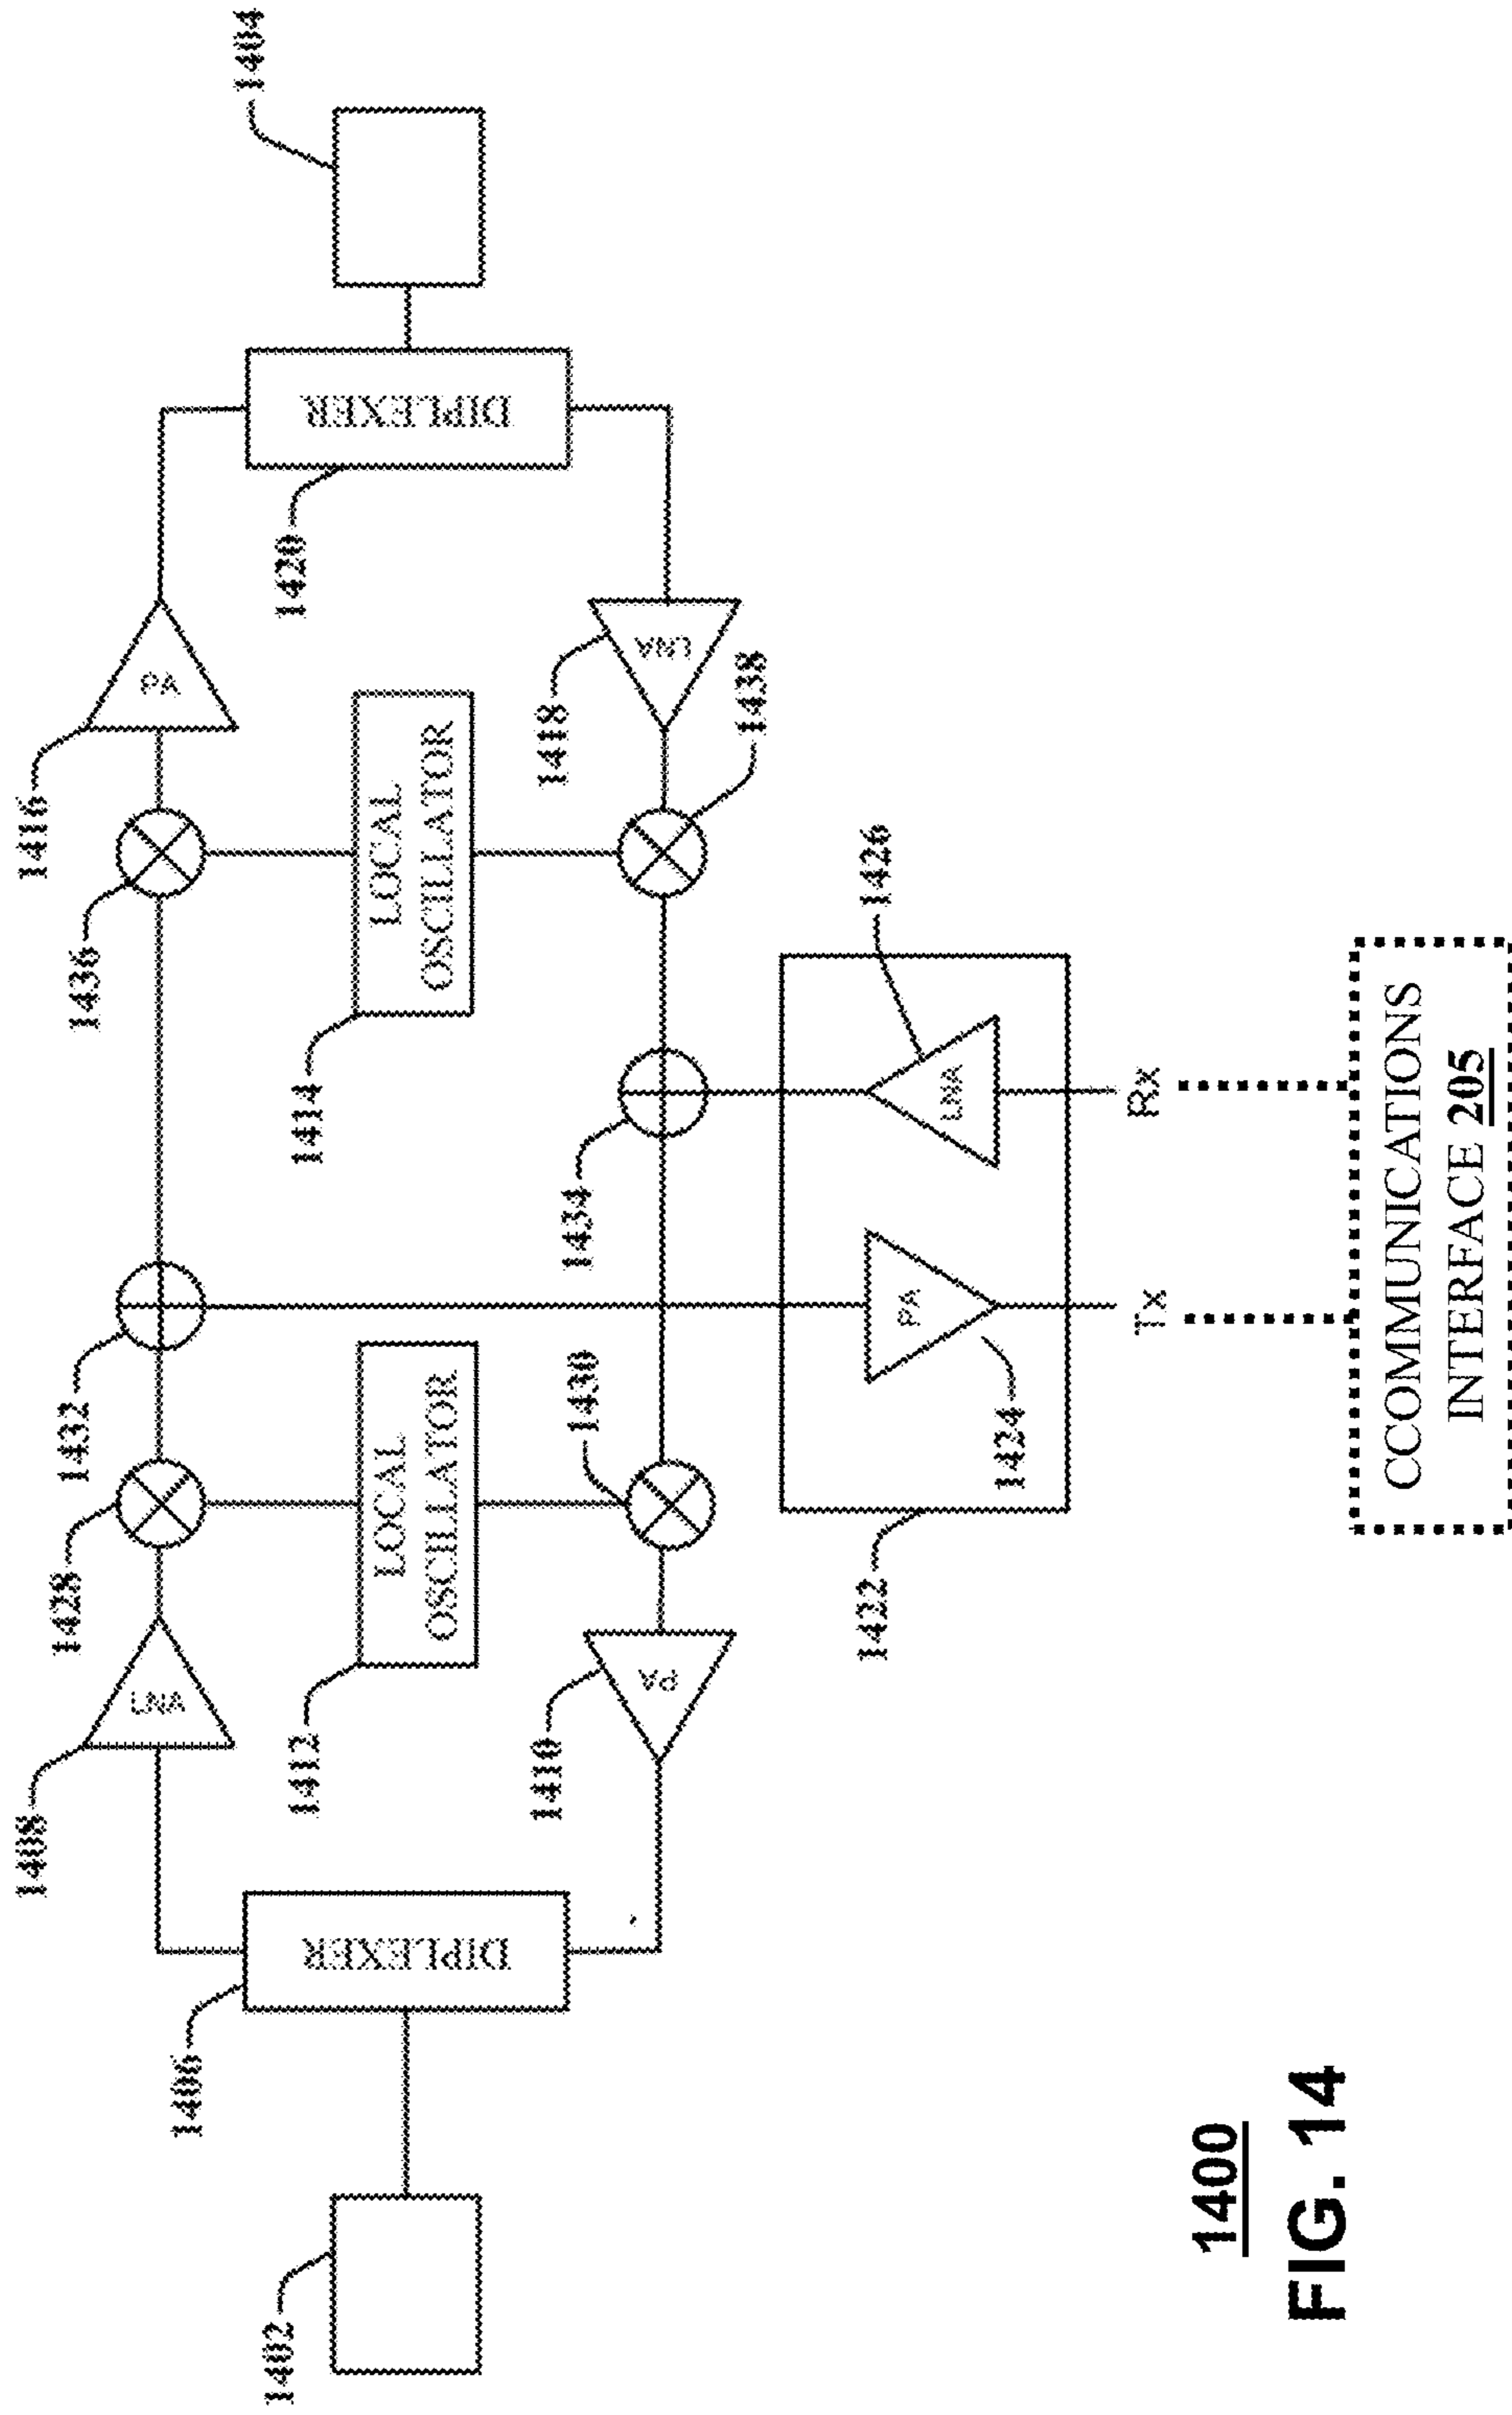 1408
1416
1428
1432
1436
LNA
PA
1406
1402
1412
1414
1420
1404
DIPLEXER
LOCAL
OSCILLATOR
LOCAL
OSCILLATOR
DIPLEXER
1410
1430
1434
1418
PA
LNA
1438
1422
1426
PA
LNA
1424
Tx
Rx
CCOMMUNICATIONS
INTERFACE 205
1400
FIG. 14